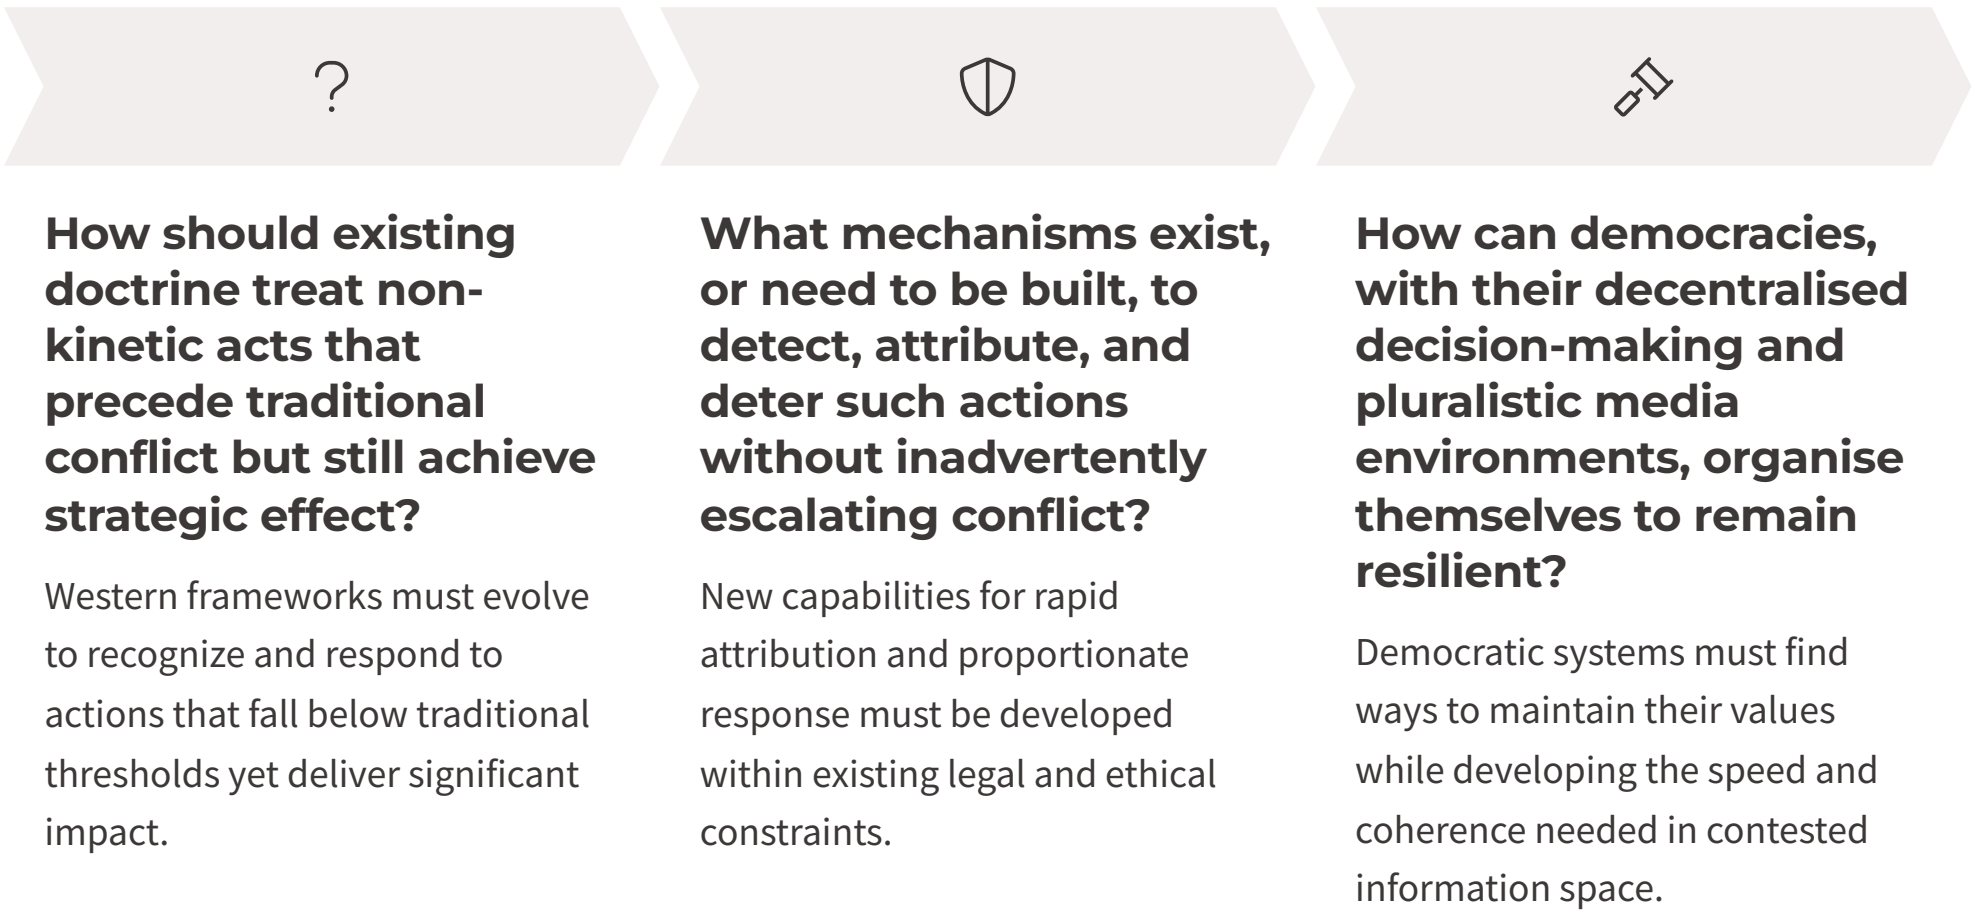 How should existing
doctrine treat non-
kinetic acts that
precede traditional
conflict but still achieve
strategic effect?
Western frameworks must evolve
to recognize and respond to
actions that fall below traditional
thresholds yet deliver significant
impact.
What mechanisms exist,
or need to be built, to
detect, attribute, and
deter such actions
without inadvertently
escalating conflict?
New capabilities for rapid
attribution and proportionate
response must be developed
within existing legal and ethical
constraints.
How can democracies,
with their decentralised
decision-making and
pluralistic media
environments, organise
themselves to remain
resilient?
Democratic systems must find
ways to maintain their values
while developing the speed and
coherence needed in contested
information space.